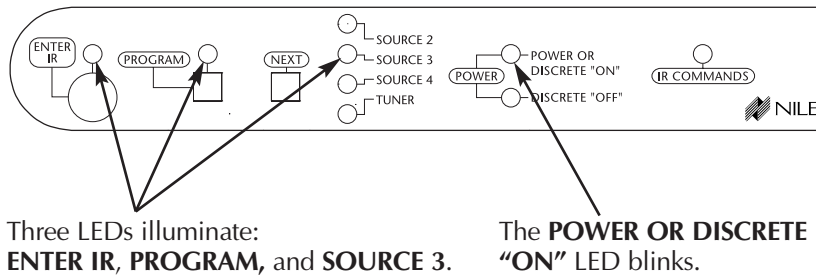 ENTER
IR
PROGRAM
NEXT
SOURCE 2
SOURCE 3
SOURCE 4
TUNER
POWER
POWER OR
DISCRETE "ON"
DISCRETE "OFF"
IR COMMANDS
NILE
Three LEDs illuminate:
ENTER IR, PROGRAM, and SOURCE 3.
The POWER OR DISCRETE
“ON” LED blinks.